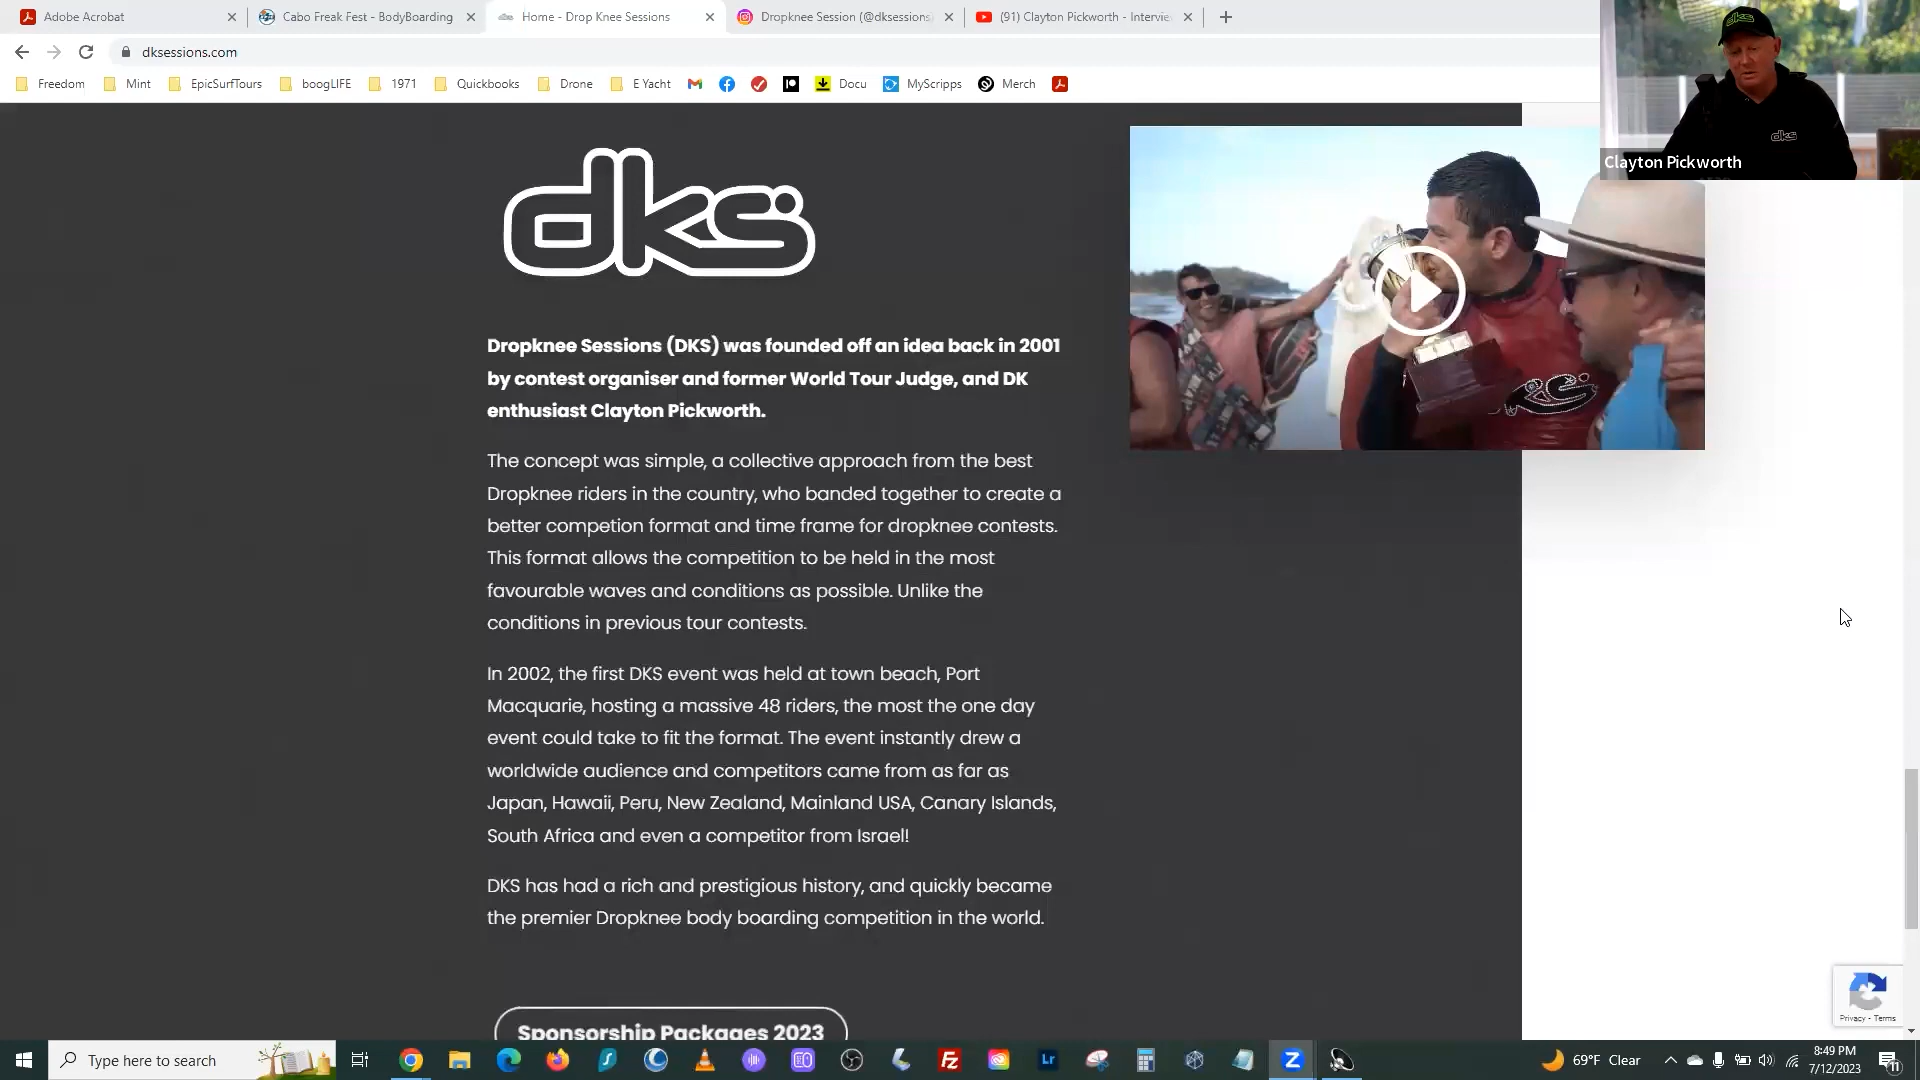 Adobe Acrobat
Cabo Freak Fest - BodyBoarding
Home - Drop Knee Sessions
Dropknee Session (@dksessions
(91) Clayton Pickworth - Intervie
dksessions.com
Freedom
Mint
EpicSurfTours
boogLIFE
1971
Quickbooks
Drone
E Yacht
Docu
MyScripps
Merch
dks
dks
Clayton Pickworth
dks
Dropknee Sessions (DKS) was founded off an idea back in 2001
by contest organiser and former World Tour Judge, and DK
enthusiast Clayton Pickworth.
The concept was simple, a collective approach from the best
Dropknee riders in the country, who banded together to create a
better competion format and time frame for dropknee contests.
This format allows the competition to be held in the most
favourable waves and conditions as possible. Unlike the
conditions in previous tour contests.
In 2002, the first DKS event was held at town beach, Port
Macquarie, hosting a massive 48 riders, the most the one day
event could take to fit the format. The event instantly drew a
worldwide audience and competitors came from as far as
Japan, Hawaii, Peru, New Zealand, Mainland USA, Canary Islands,
South Africa and even a competitor from Israel!
DKS has had a rich and prestigious history, and quickly became
the premier Dropknee body boarding competition in the world.
Sponsorship Packages 2023
Privacy - Terms
Type here to search
Fz
Lr
69°F Clear
8:49 PM
7/12/2023
11